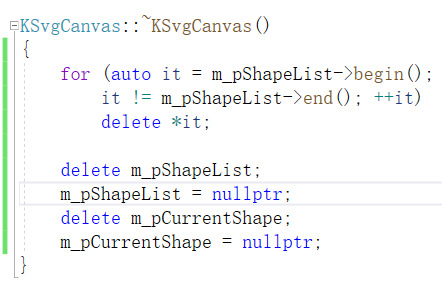 KSvgCanvas::~KSvgCanvas()
{
    for (auto it = m_pShapeList->begin();
        it != m_pShapeList->end(); ++it)
        delete *it;

    delete m_pShapeList;
    m_pShapeList = nullptr;
    delete m_pCurrentShape;
    m_pCurrentShape = nullptr;
}